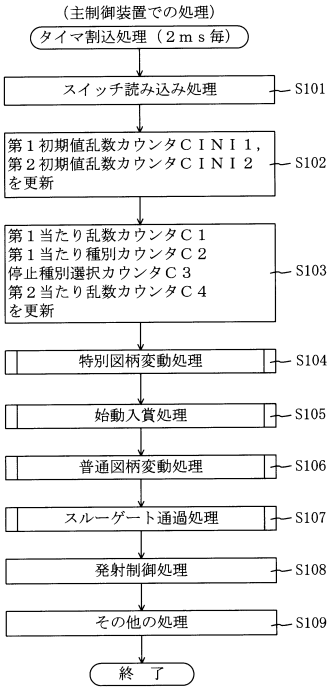 (主制御装置での処理)
タイマ割込処理(2ms毎)
スイッチ読み込み処理
S101
第1初期値乱数カウンタCINI1,
第2初期値乱数カウンタCINI2
を更新
S102
第1当たり乱数カウンタC1
第1当たり種別カウンタC2
停止種別選択カウンタC3
第2当たり乱数カウンタC4
を更新
S103
特別図柄変動処理
S104
始動入賞処理
S105
普通図柄変動処理
S106
スルーゲート通過処理
S107
発射制御処理
S108
その他の処理
S109
終 了